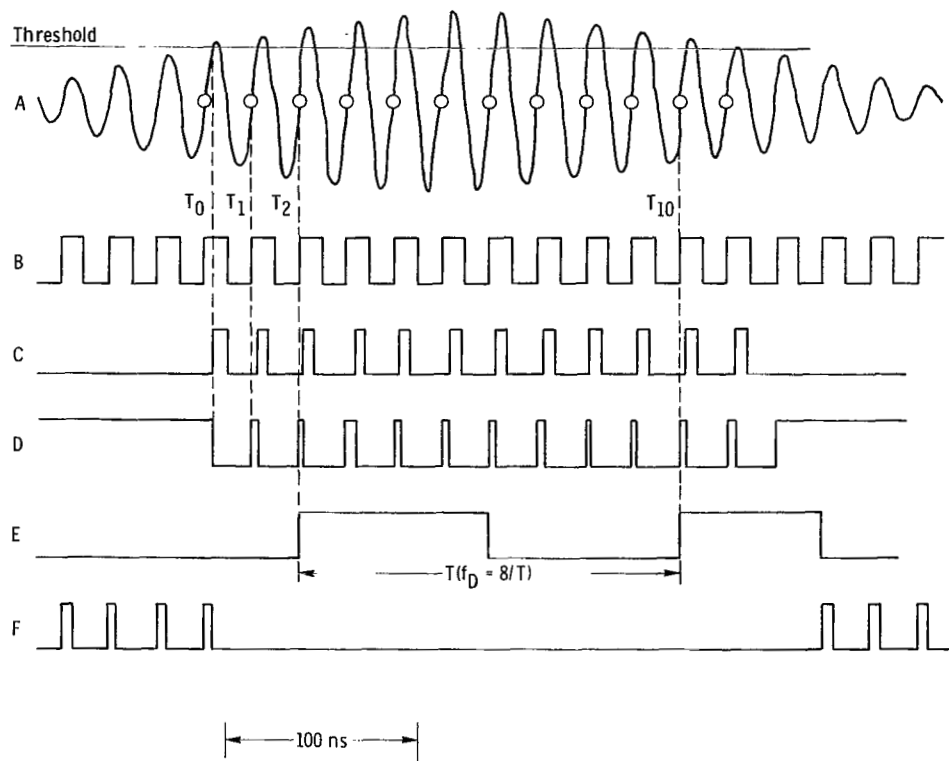 Threshold
A
T0 T1 T2 T10
B
C
D
E
T(fD = 8/T)
F
100 ns